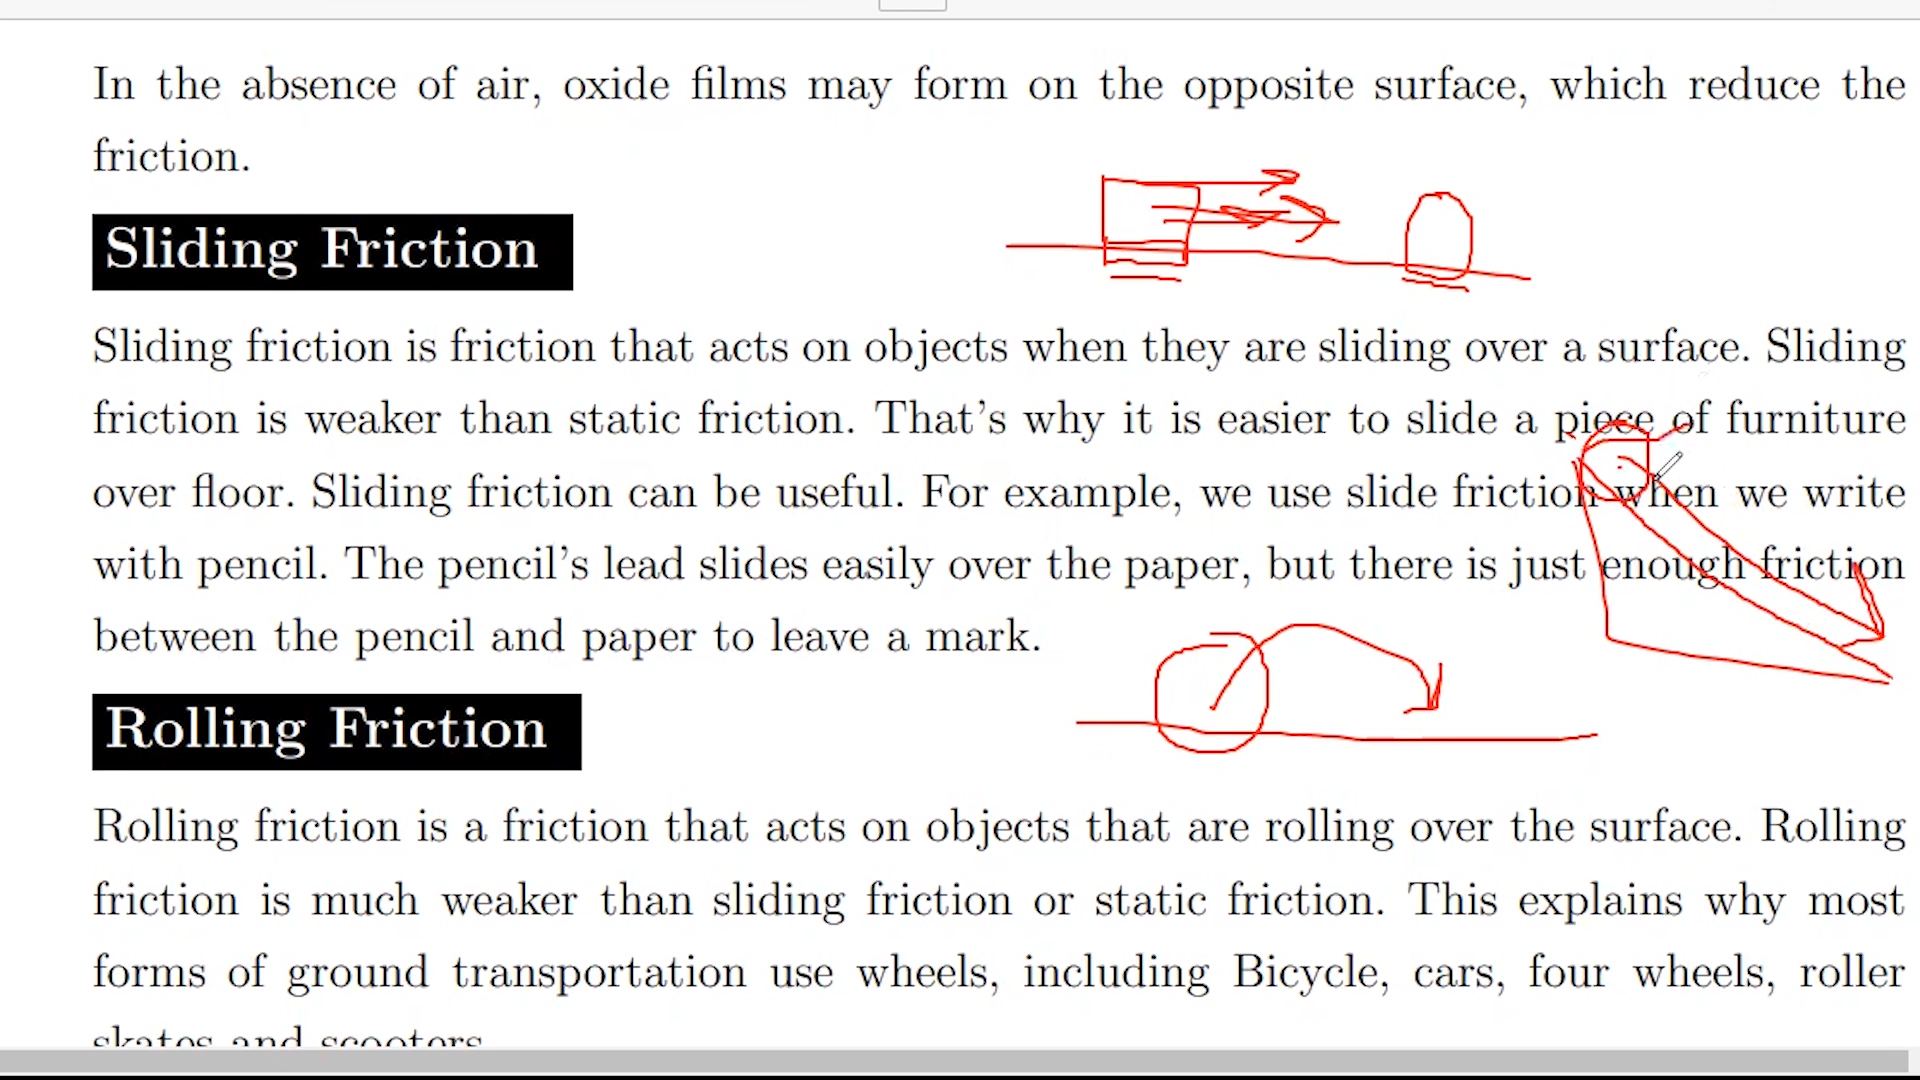 In the absence of air, oxide films may form on the opposite surface, which reduce the
friction.
Sliding Friction
Sliding friction is friction that acts on objects when they are sliding over a surface. Sliding
friction is weaker than static friction. That's why it is easier to slide a piece of furniture
over floor. Sliding friction can be useful. For example, we use slide friction when we write
with pencil. The pencil's lead slides easily over the paper, but there is just enough friction
between the pencil and paper to leave a mark.
Rolling Friction
Rolling friction is a friction that acts on objects that are rolling over the surface. Rolling
friction is much weaker than sliding friction or static friction. This explains why most
forms of ground transportation use wheels, including Bicycle, cars, four wheels, roller
skates and scooters